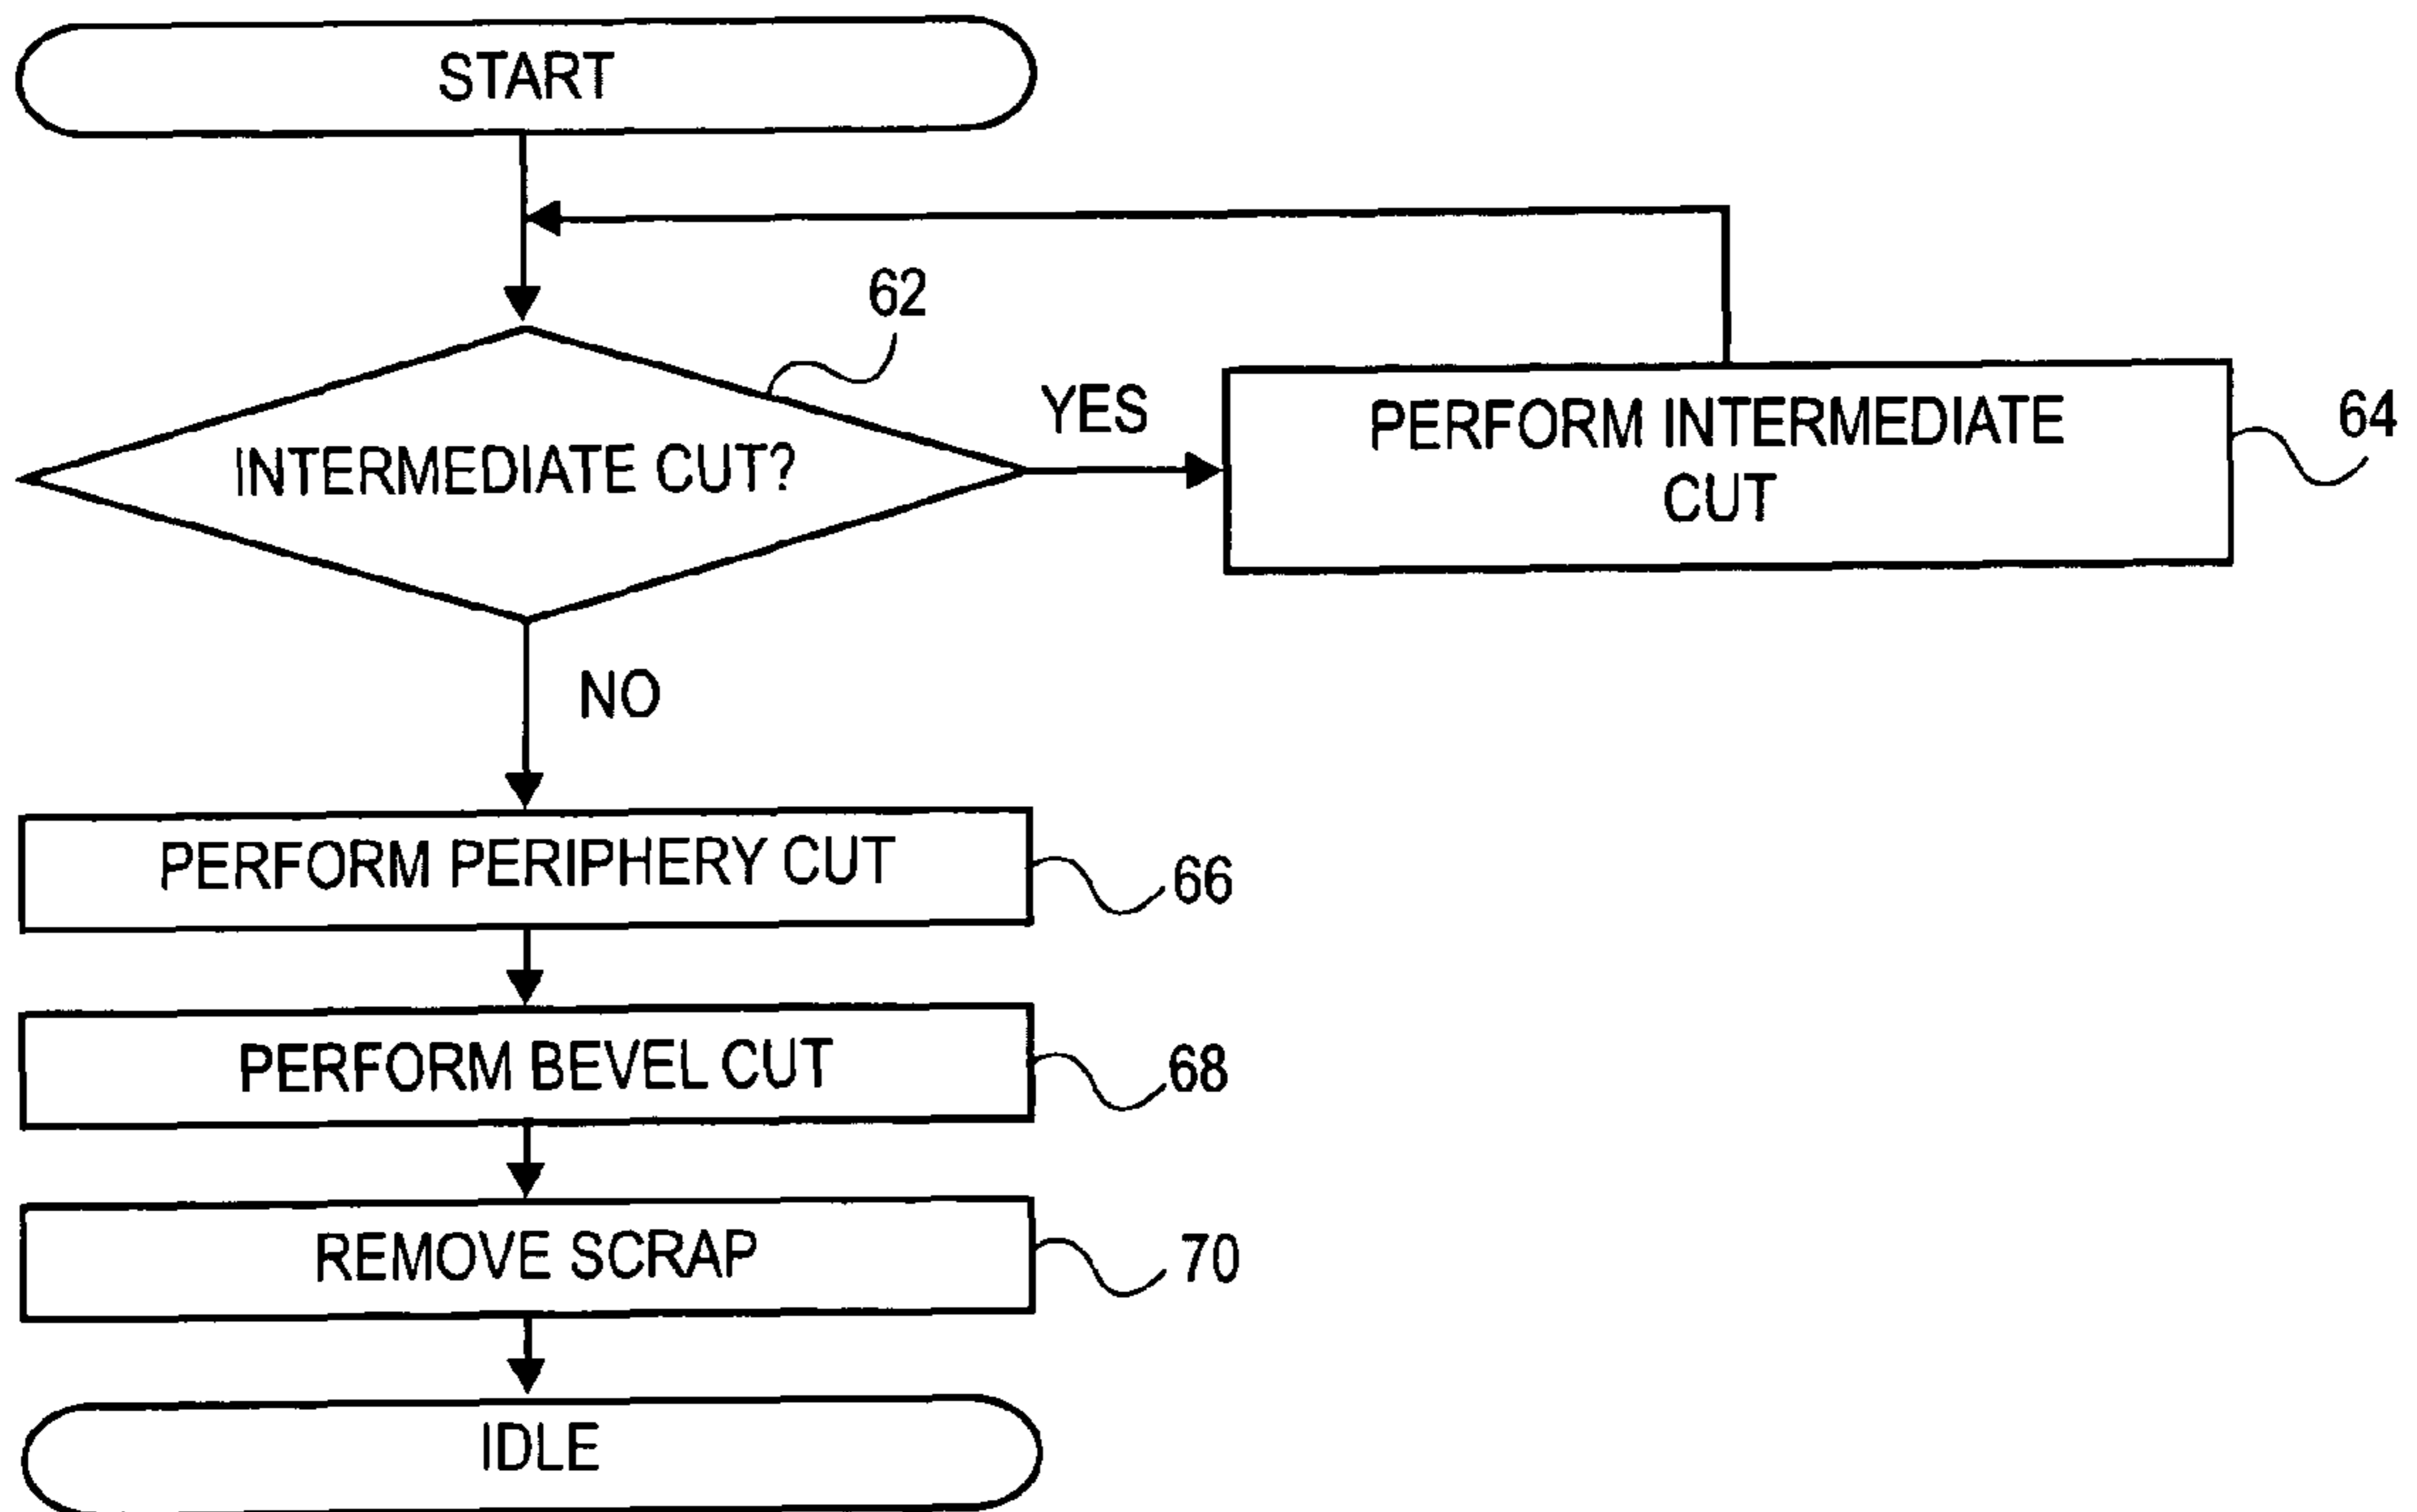 START
62
INTERMEDIATE CUT?
YES
PERFORM INTERMEDIATE
CUT
64
NO
PERFORM PERIPHERY CUT
66
PERFORM BEVEL CUT
68
REMOVE SCRAP
70
IDLE